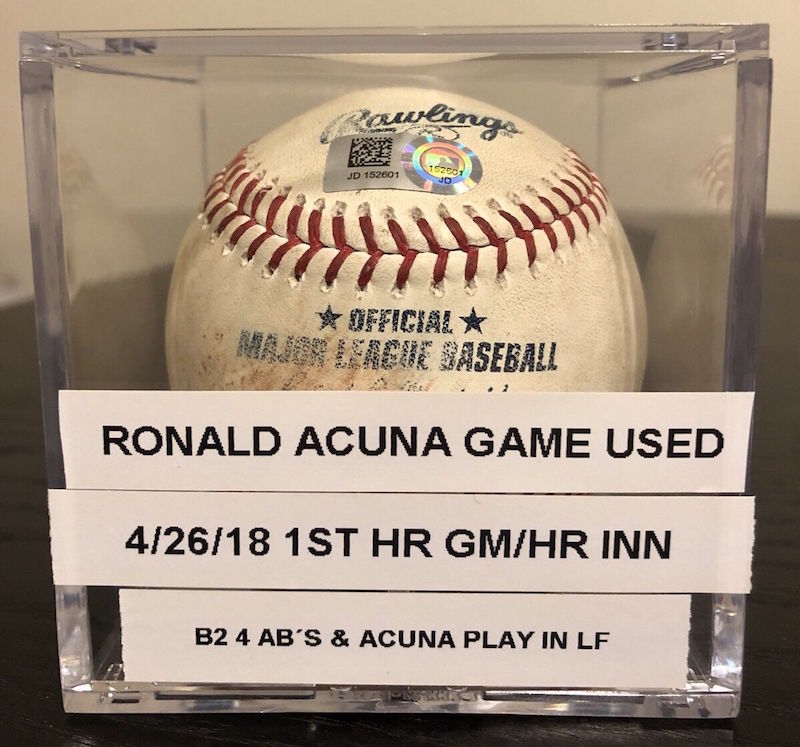 Rawlings
JD 152601
152601
JD
★ OFFICIAL ★
MAJOR LEAGUE BASEBALL
RONALD ACUNA GAME USED
4/26/18 1ST HR GM/HR INN
B2 4 AB´S & ACUNA PLAY IN LF